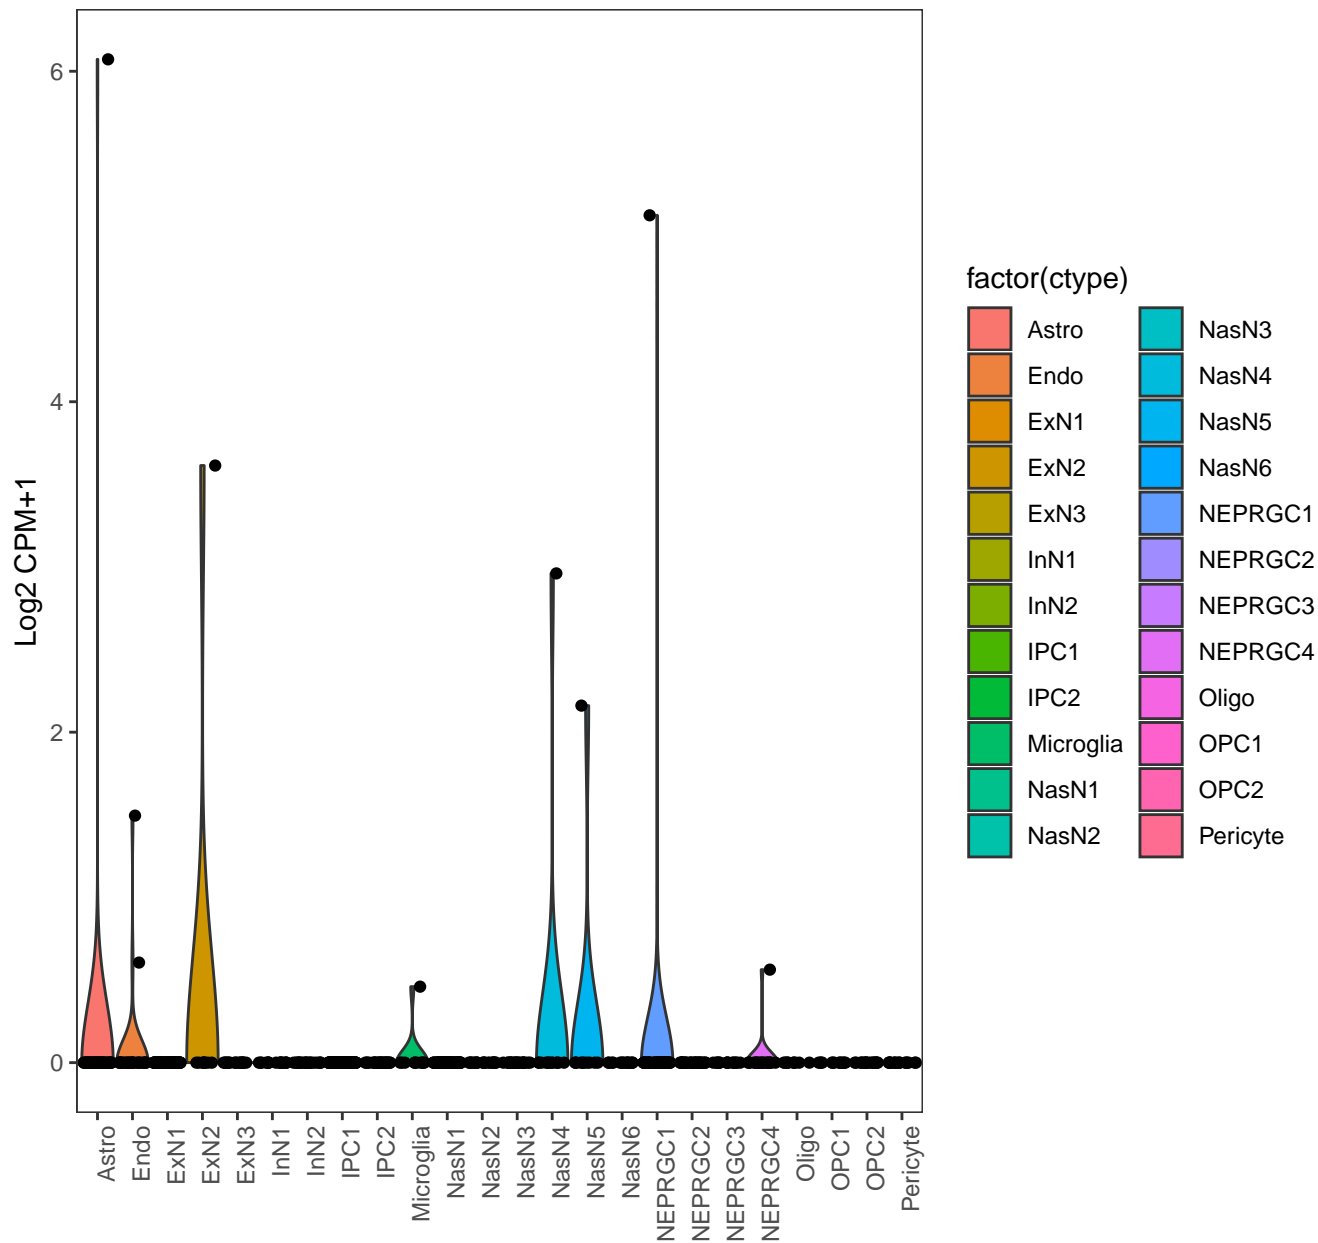 6
4
2
0
Log2 CPM+1
Astro
Endo
ExN1
ExN2
ExN3
InN1
InN2
IPC1
IPC2
Microglia
NasN1
NasN2
NasN3
NasN4
NasN5
NasN6
NEPRGC1
NEPRGC2
NEPRGC3
NEPRGC4
Oligo
OPC1
OPC2
Pericyte
factor(ctype)
Astro
Endo
ExN1
ExN2
ExN3
InN1
InN2
IPC1
IPC2
Microglia
NasN1
NasN2
NasN3
NasN4
NasN5
NasN6
NEPRGC1
NEPRGC2
NEPRGC3
NEPRGC4
Oligo
OPC1
OPC2
Pericyte